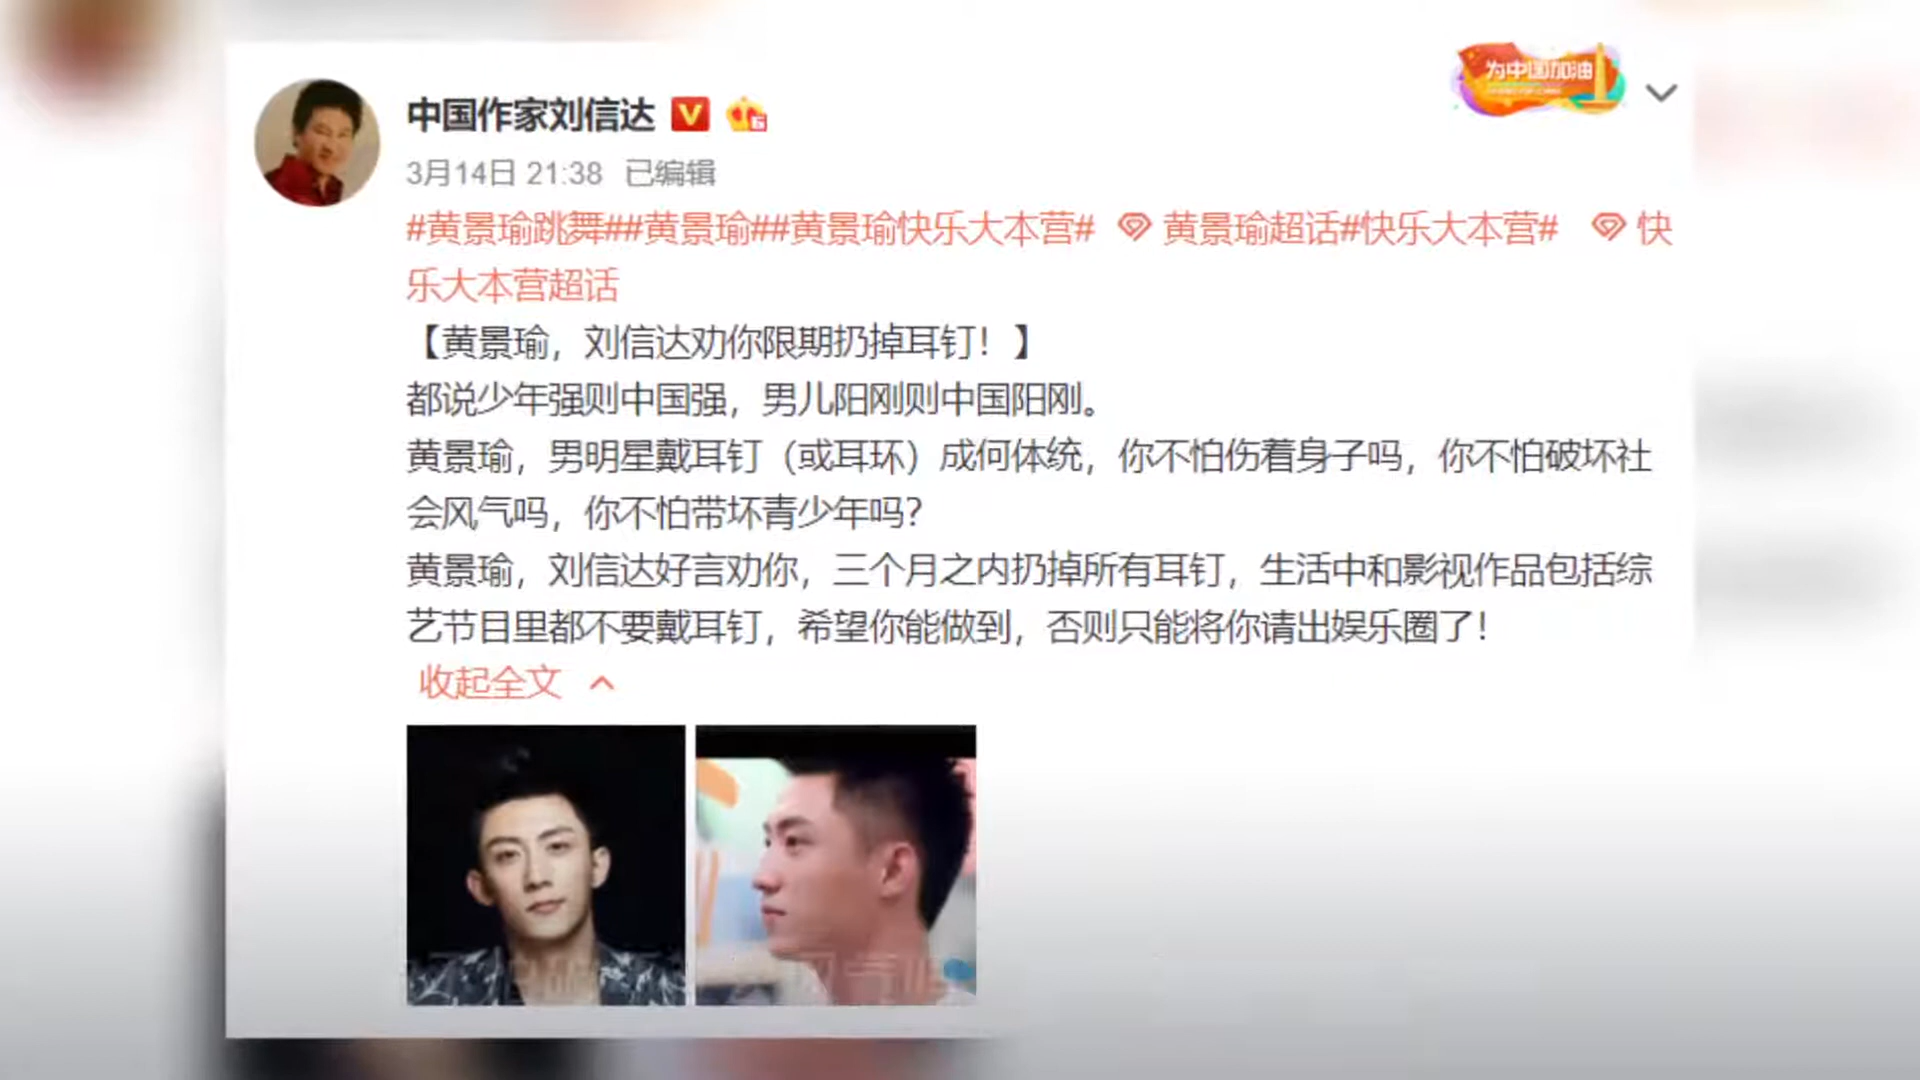 为中国加油
中国作家刘信达
3月14日 21:38 已编辑
#黄景瑜跳舞##黄景瑜##黄景瑜快乐大本营# 黄景瑜超话#快乐大本营# 快
乐大本营超话
【黄景瑜，刘信达劝你限期扔掉耳钉！】
都说少年强则中国强，男儿阳刚则中国阳刚。
黄景瑜，男明星戴耳钉（或耳环）成何体统，你不怕伤着身子吗，你不怕破坏社
会风气吗，你不怕带坏青少年吗？
黄景瑜，刘信达好言劝你，三个月之内扔掉所有耳钉，生活中和影视作品包括综
艺节目里都不要戴耳钉，希望你能做到，否则只能将你请出娱乐圈了！
收起全文